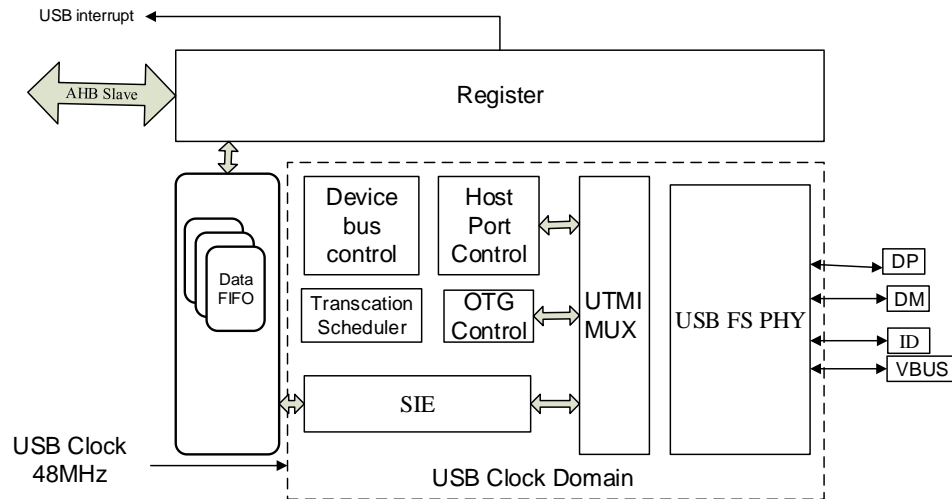 USB interrupt
AHB Slave
Register
Device
bus
control
Host
Port
Control
Data
FIFO
Transcation
Scheduler
OTG
Control
UTMI
MUX
USB FS PHY
DP
DM
ID
VBUS
SIE
USB Clock
48MHz
USB Clock Domain